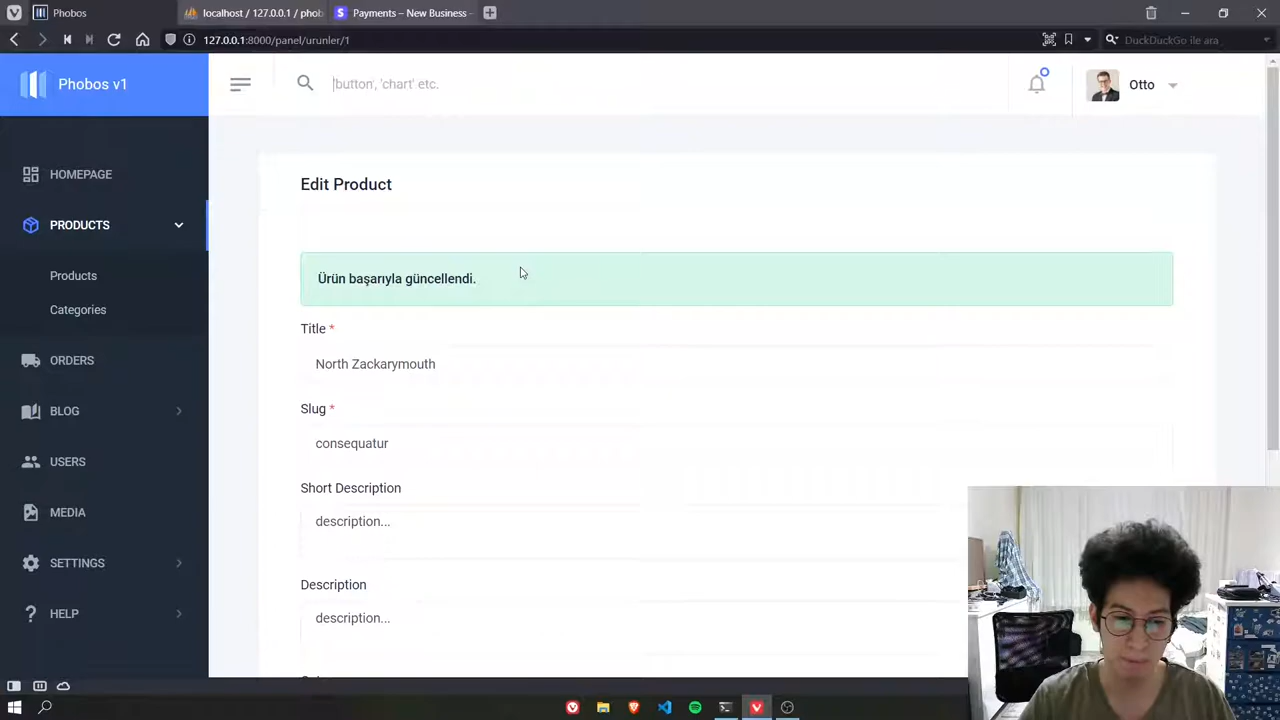 Phobos
localhost / 127.0.0.1 / phob
Payments – New Business -
127.0.0.1:8000/panel/urunler/1
DuckDuckGo ile ara
Phobos v1
'button', 'chart' etc.
Otto
HOMEPAGE
PRODUCTS
Products
Categories
ORDERS
BLOG
USERS
MEDIA
SETTINGS
HELP
Edit Product
Ürün başarıyla güncellendi.
Title *
North Zackarymouth
Slug *
consequatur
Short Description
description...
Description
description...